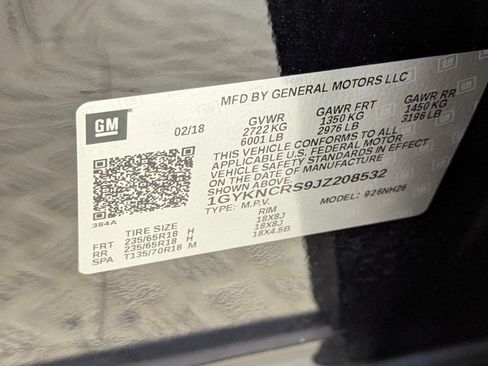 MFD BY GENERAL MOTORS LLC
GM
02/18
GVWR GAWR FRT GAWR RR
2722 KG 1350 KG 1450 KG
6001 LB 2976 LB 3196 LB
THIS VEHICLE CONFORMS TO ALL
APPLICABLE U.S. FEDERAL MOTOR
VEHICLE SAFETY STANDARDS IN EFFECT
ON THE DATE OF MANUFACTURE
1GYKNCRS9JZ208532
TYPE: M.P.V. MODEL: 926NH26
384A
TIRE SIZE RIM
FRT 235/65R18 H 18X8J
RR 235/65R18 H 18X8J
SPA T135/70R18 M 18X4.5B